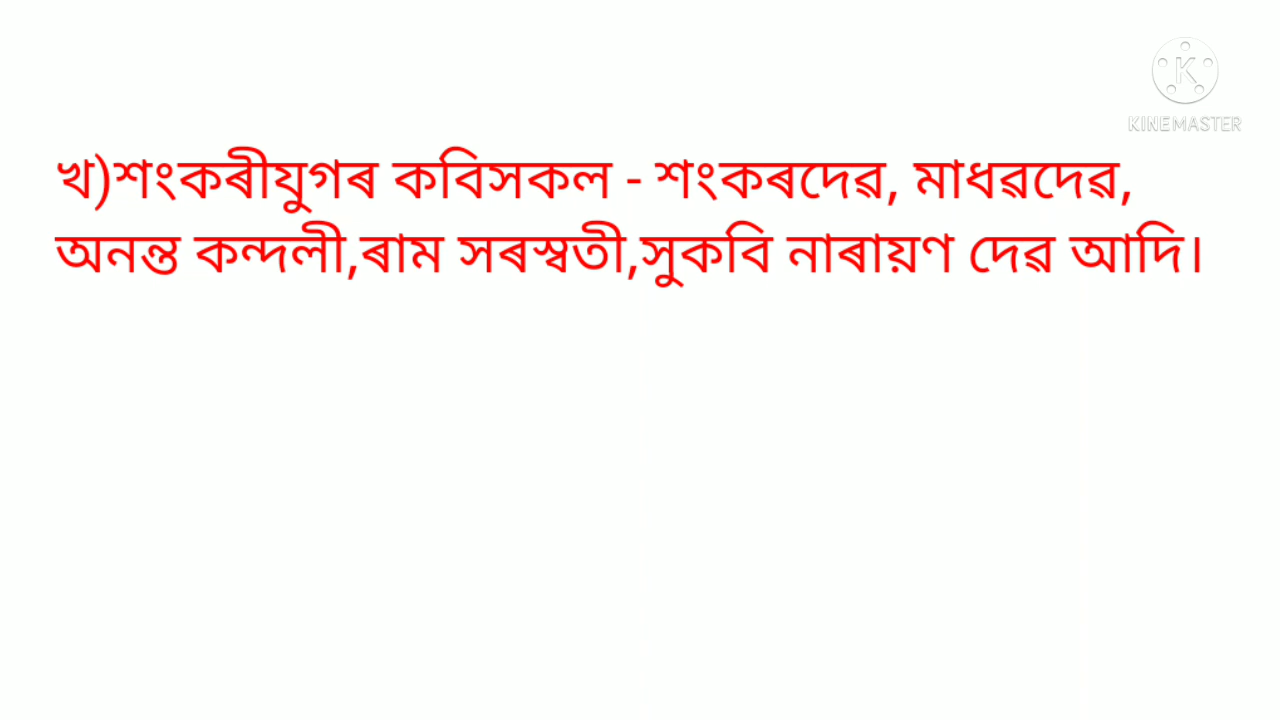 KINEMASTER
খ)শংকৰীযুগৰ কবিসকল - শংকৰদেৱ, মাধৱদেৱ,
অনন্ত কন্দলী,ৰাম সৰস্বতী,সুকবি নাৰায়ণ দেৱ আদি।